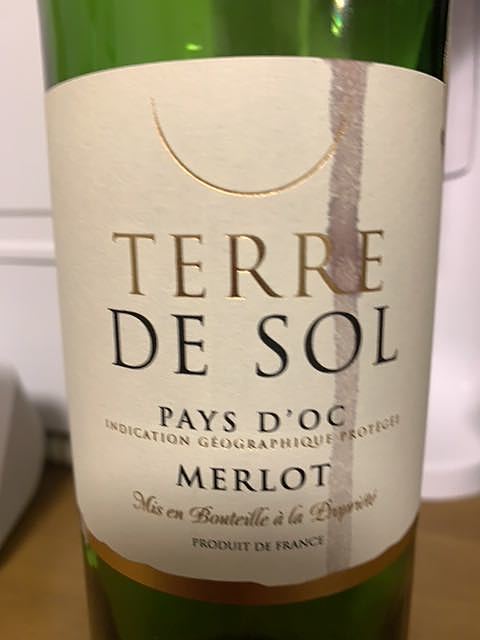 TERRE
DE SOL
PAYS D'OC
INDICATION GÉOGRAPHIQUE PROTÉGÉE
MERLOT
Mis en Bouteille à la Propriété
PRODUIT DE FRANCE